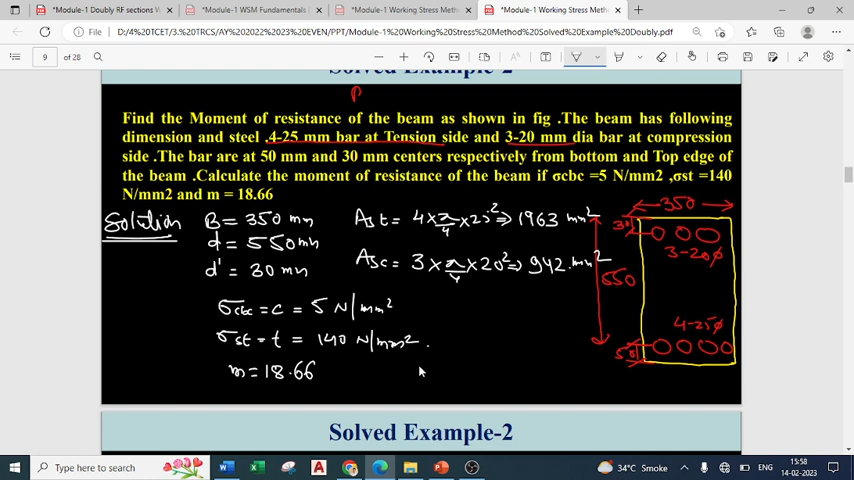 *Module-1 Doubly RF sections V
*Module-1 WSM Fundamentals
*Module-1 Working Stress Metho
*Module-1 Working Stress Metho
D:/4%20TCET/3.%20TRCS/AY%202022%2023%20EVEN/PPT/Module-1%20Working%20Stress%20Method%20Solved%20Example%20Doubly.pdf
9 of 28
Solved Example-2
Find the Moment of resistance of the beam as shown in fig .The beam has following
dimension and steel ,4-25 mm bar at Tension side and 3-20 mm dia bar at compression
side .The bar are at 50 mm and 30 mm centers respectively from bottom and Top edge of
the beam .Calculate the moment of resistance of the beam if σcbc =5 N/mm2 ,σst =140
N/mm2 and m = 18.66
Solution
B = 350 mm
d = 550 mm
d' = 30 mm
Ast = 4 × π/4 × 25² ⇒ 1963 mm²
Asc = 3 × π/4 × 20² ⇒ 942 mm²
σcbc = c = 5 N/mm²
σst = t = 140 N/mm² .
m = 18.66
350
30
3-20φ
550
4-25φ
50
Solved Example-2
Type here to search
34°C Smoke
ENG
15:58
14-02-2023